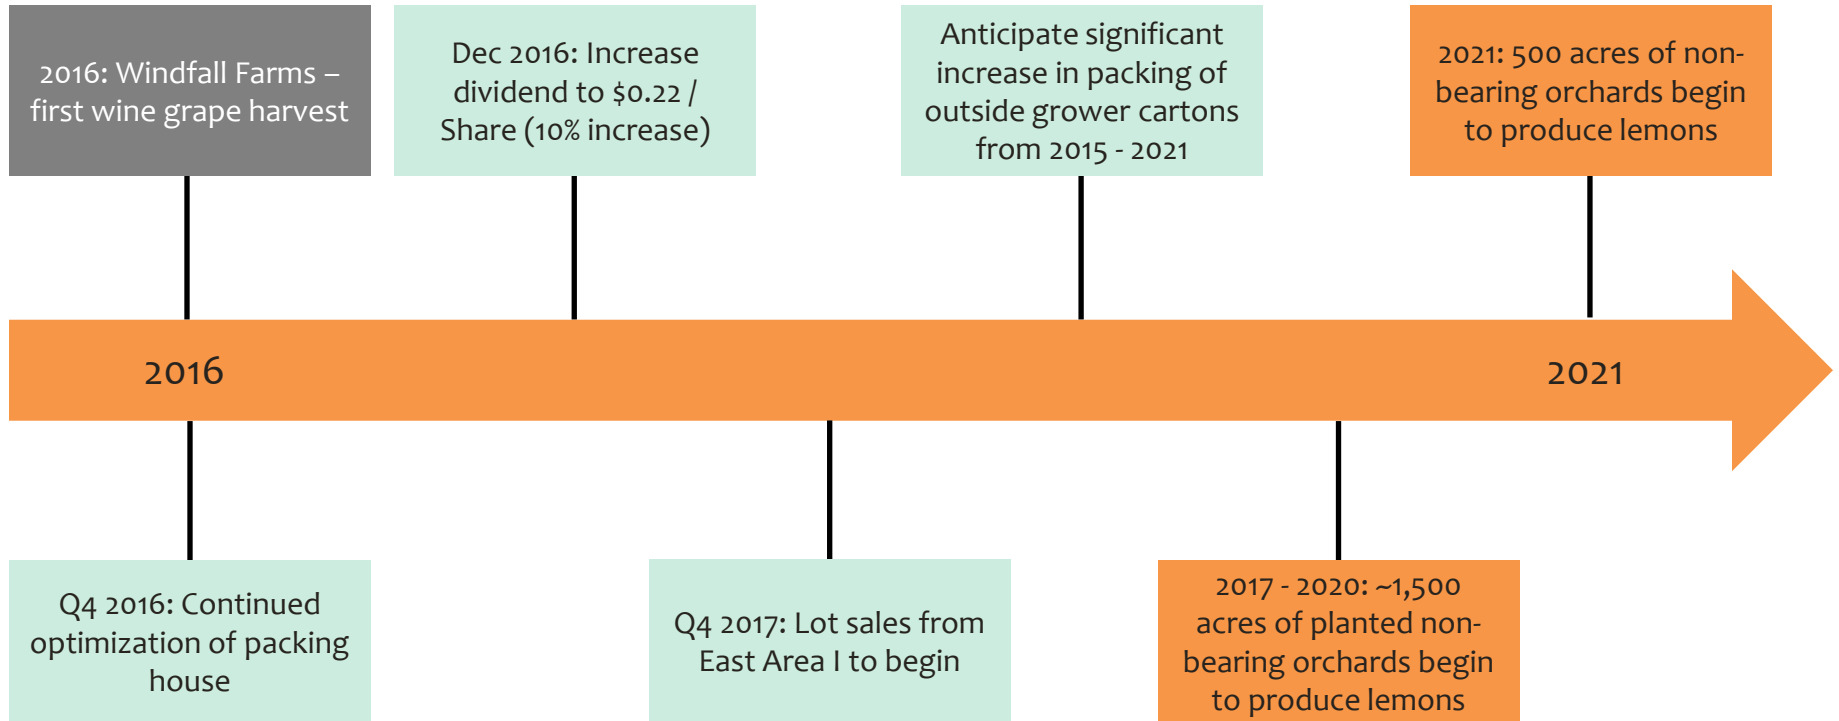 2016: Windfall Farms –
first wine grape harvest
Dec 2016: Increase
dividend to $0.22 /
Share (10% increase)
Anticipate significant
increase in packing of
outside grower cartons
from 2015 - 2021
2021: 500 acres of non-
bearing orchards begin
to produce lemons
2016
2021
Q4 2016: Continued
optimization of packing
house
Q4 2017: Lot sales from
East Area I to begin
2017 - 2020: ~1,500
acres of planted non-
bearing orchards begin
to produce lemons